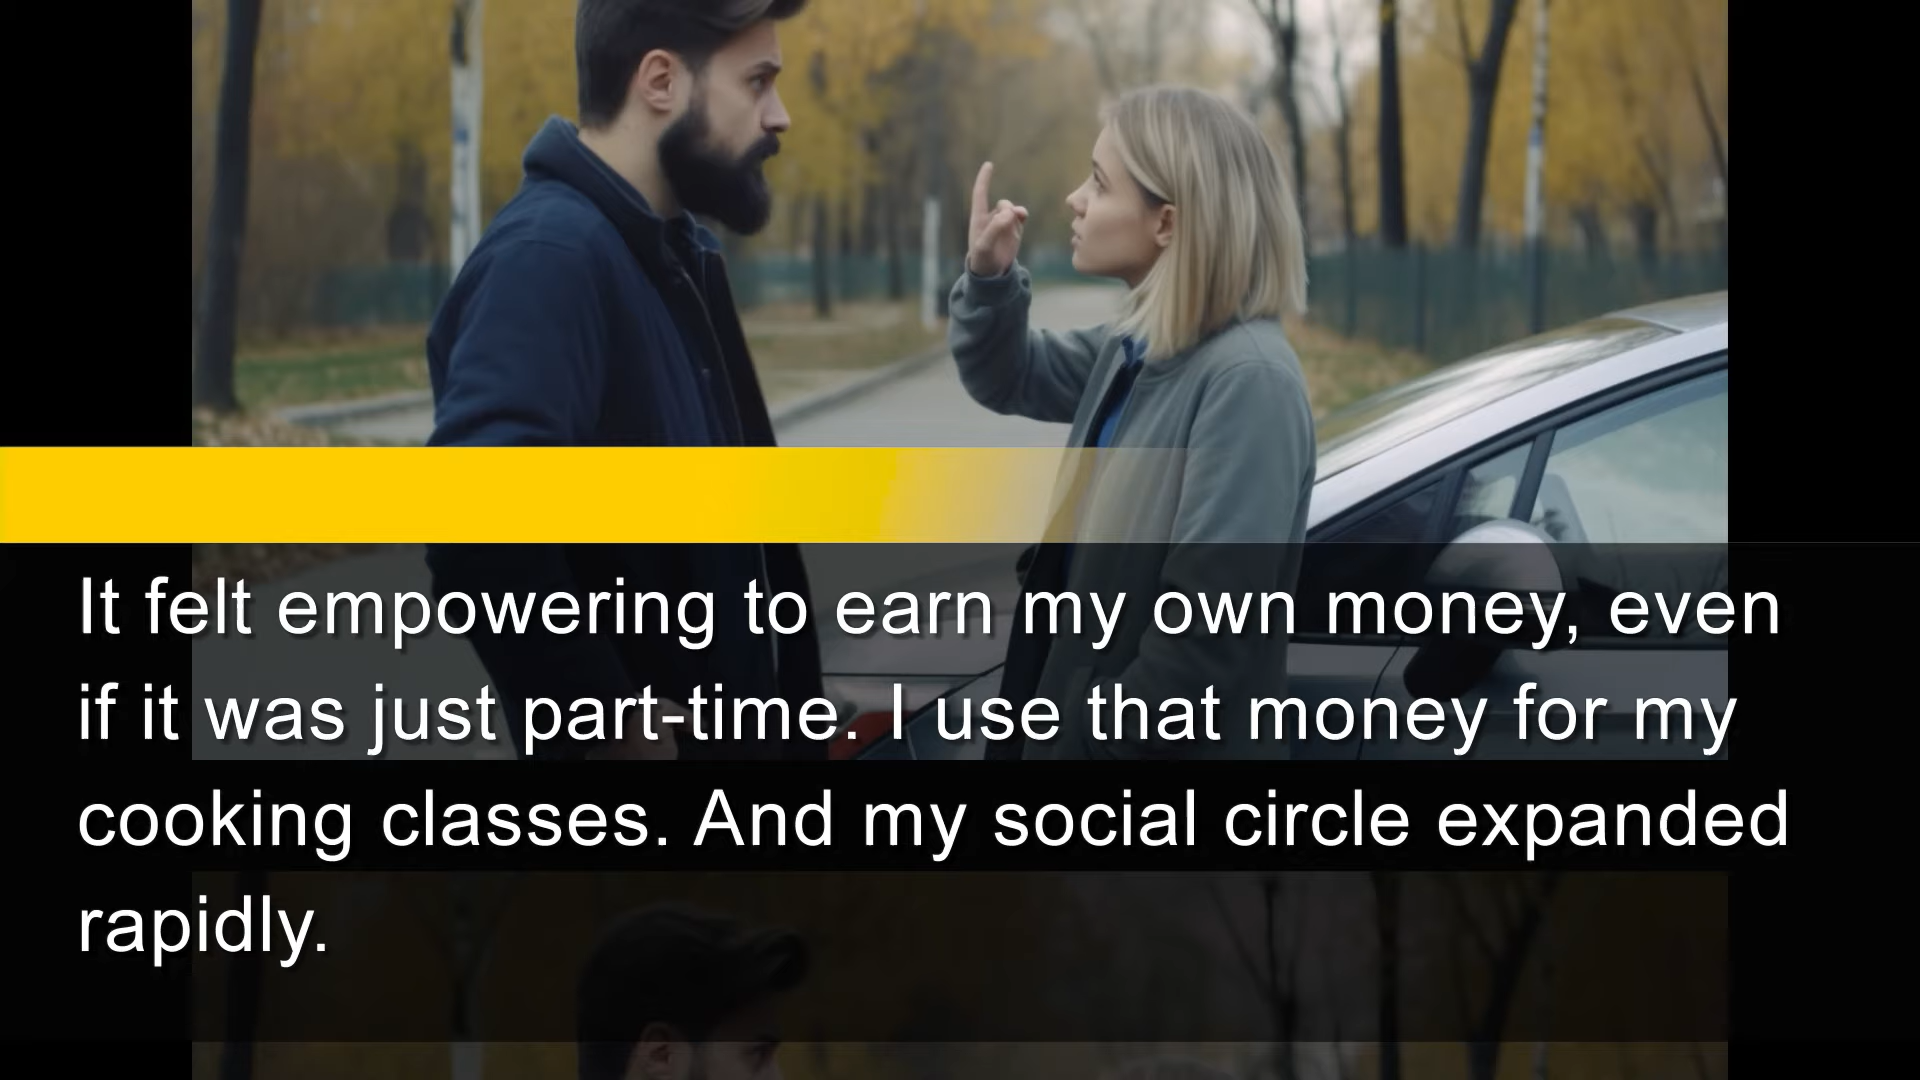 It felt empowering to earn my own money, even
if it was just part-time. I use that money for my
cooking classes. And my social circle expanded
rapidly.